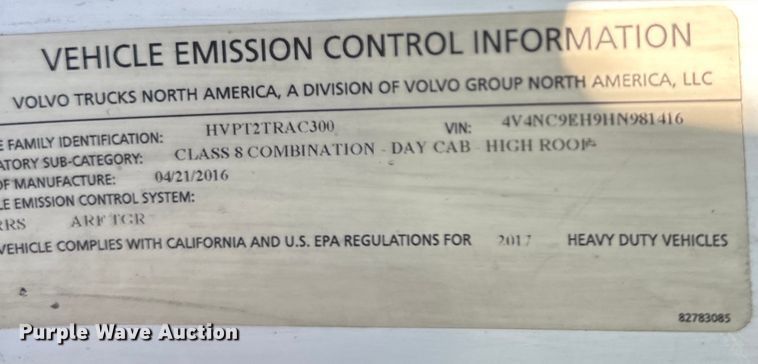 VEHICLE EMISSION CONTROL INFORMATION
VOLVO TRUCKS NORTH AMERICA, A DIVISION OF VOLVO GROUP NORTH AMERICA, LLC
E FAMILY IDENTIFICATION: HVPT2TRAC300 VIN: 4V4NC9EH9HN981416
ATORY SUB-CATEGORY: CLASS 8 COMBINATION - DAY CAB - HIGH ROOF
OF MANUFACTURE: 04/21/2016
LE EMISSION CONTROL SYSTEM:
RRS ARF TGR
VEHICLE COMPLIES WITH CALIFORNIA AND U.S. EPA REGULATIONS FOR 2017 HEAVY DUTY VEHICLES
82783085
Purple Wave Auction